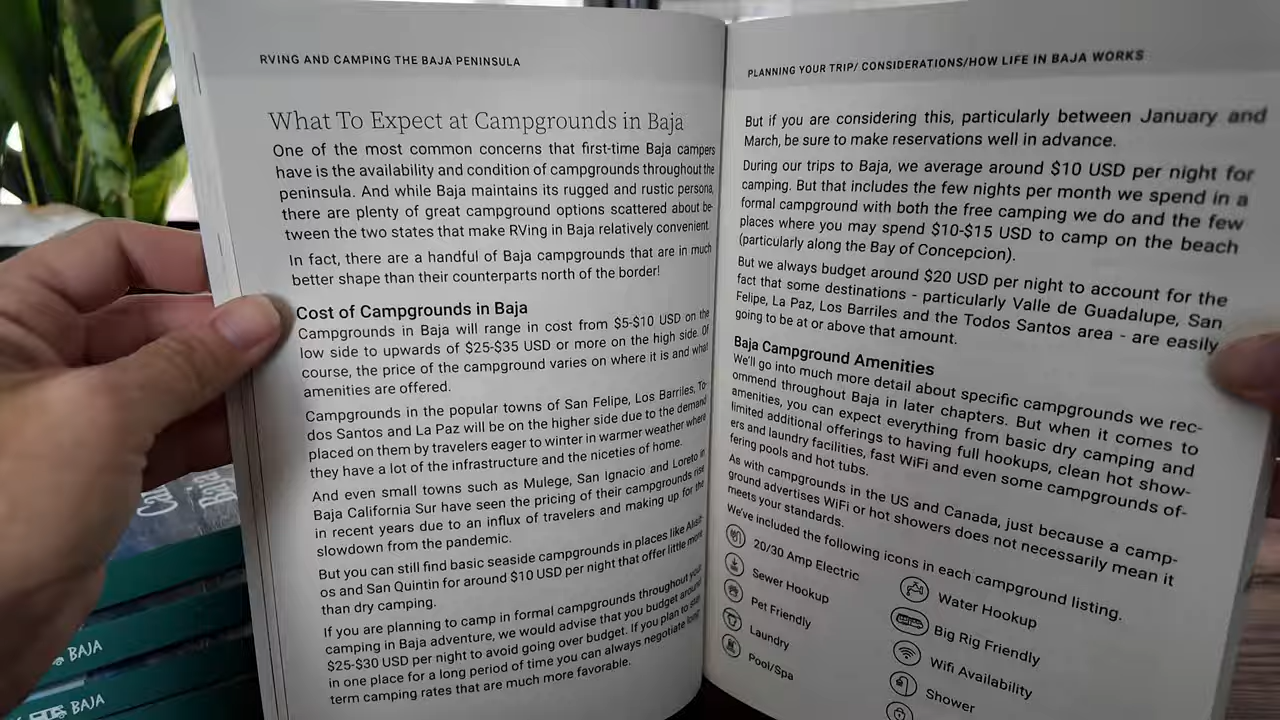 RVING AND CAMPING THE BAJA PENINSULA
What To Expect at Campgrounds in Baja
One of the most common concerns that first-time Baja campers
have is the availability and condition of campgrounds throughout the
peninsula. And while Baja maintains its rugged and rustic persona,
there are plenty of great campground options scattered about be-
tween the two states that make RVing in Baja relatively convenient.
In fact, there are a handful of Baja campgrounds that are in much
better shape than their counterparts north of the border!
Cost of Campgrounds in Baja
Campgrounds in Baja will range in cost from $5-$10 USD on the
low side to upwards of $25-$35 USD or more on the high side. Of
course, the price of the campground varies on where it is and what
amenities are offered.
Campgrounds in the popular towns of San Felipe, Los Barriles, To-
dos Santos and La Paz will be on the higher side due to the demand
placed on them by travelers eager to winter in warmer weather where
they have a lot of the infrastructure and the niceties of home.
And even small towns such as Mulege, San Ignacio and Loreto in
Baja California Sur have seen the pricing of their campgrounds rise
in recent years due to an influx of travelers and making up for the
slowdown from the pandemic.
But you can still find basic seaside campgrounds in places like
os and San Quintin for around $10 USD per night that offer little more
than dry camping.
If you are planning to camp in formal campgrounds throughout your
camping in Baja adventure, we would advise that you budget around
$25-$30 USD per night to avoid going over budget. If you plan to stay
in one place for a long period of time you can always negotiate long
term camping rates that are much more favorable.
PLANNING YOUR TRIP/ CONSIDERATIONS/HOW LIFE IN BAJA WORKS
But if you are considering this, particularly between January and
March, be sure to make reservations well in advance.
During our trips to Baja, we average around $10 USD per night for
camping. But that includes the few nights per month we spend in a
formal campground with both the free camping we do and the few
places where you may spend $10-$15 USD to camp on the beach
(particularly along the Bay of Concepcion).
But we always budget around $20 USD per night to account for the
fact that some destinations - particularly Valle de Guadalupe, San
Felipe, La Paz, Los Barriles and the Todos Santos area - are easily
going to be at or above that amount.
Baja Campground Amenities
We'll go into much more detail about specific campgrounds we rec-
ommend throughout Baja in later chapters. But when it comes to
amenities, you can expect everything from basic dry camping and
limited additional offerings to having full hookups, clean hot show-
ers and laundry facilities, fast WiFi and even some campgrounds of-
fering pools and hot tubs.
As with campgrounds in the US and Canada, just because a camp-
ground advertises WiFi or hot showers does not necessarily mean it
meets your standards.
We've included the following icons in each campground listing.
20/30 Amp Electric
Sewer Hookup
Pet Friendly
Laundry
Pool/Spa
Water Hookup
Big Rig Friendly
Wifi Availability
Shower
Baja
BAJA
BAJA